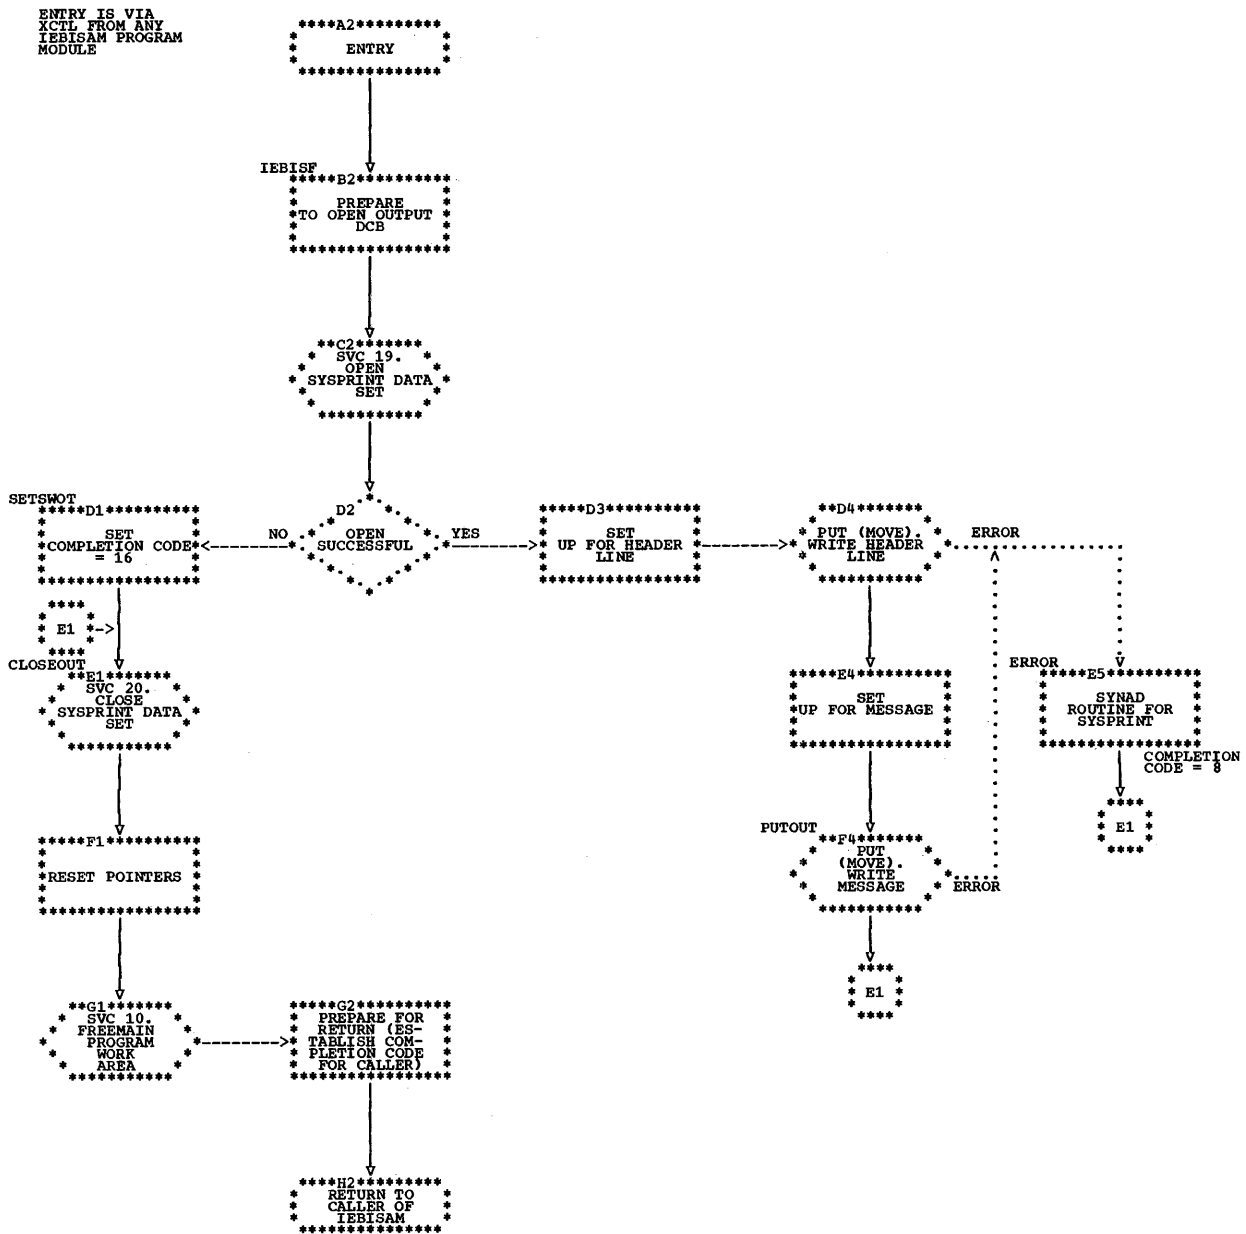 ENTRY IS VIA
XCTL FROM ANY
IEBISAM PROGRAM
MODULE
A2
ENTRY
IEBISF
B2
PREPARE
TO OPEN OUTPUT
DCB
C2
SVC 19.
OPEN
SYSPRINT DATA
SET
D2
OPEN
SUCCESSFUL
NO
YES
SETSWOT
D1
SET
COMPLETION CODE
= 16
D3
SET
UP FOR HEADER
LINE
D4
PUT (MOVE).
WRITE HEADER
LINE
ERROR
E1
CLOSEOUT
E1
SVC 20.
CLOSE
SYSPRINT DATA
SET
E4
SET
UP FOR MESSAGE
ERROR
E5
SYNAD
ROUTINE FOR
SYSPRINT
COMPLETION
CODE = 8
E1
F1
RESET POINTERS
PUTOUT
F4
PUT
(MOVE).
WRITE
MESSAGE
ERROR
E1
G1
SVC 10.
FREEMAIN
PROGRAM
WORK
AREA
G2
PREPARE FOR
RETURN (ES-
TABLISH COM-
PLETION CODE
FOR CALLER)
H2
RETURN TO
CALLER OF
IEBISAM